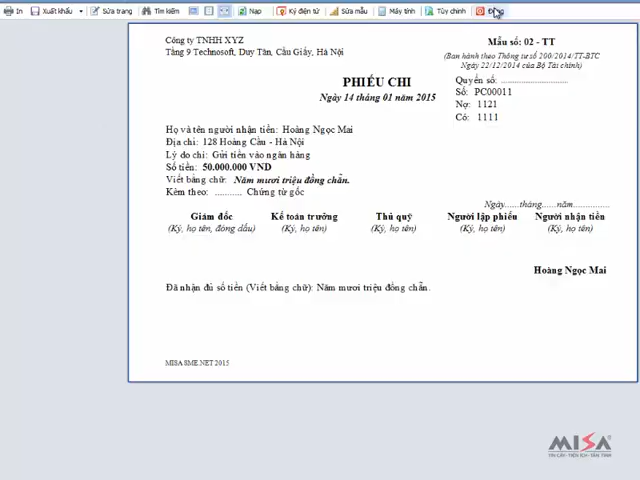 In Xuất khẩu Sửa trang Tìm kiếm Nạp Ký điện tử Sửa mẫu Máy tính Tùy chỉnh Đóng
Công ty TNHH XYZ
Tầng 9 Technosoft, Duy Tân, Cầu Giấy, Hà Nội
Mẫu số: 02 - TT
(Ban hành theo Thông tư số 200/2014/TT-BTC
Ngày 22/12/2014 của Bộ Tài chính)
PHIẾU CHI
Ngày 14 tháng 01 năm 2015
Quyển số: ..............................
Số: PC00011
Nợ: 1121
Có: 1111
Họ và tên người nhận tiền: Hoàng Ngọc Mai
Địa chỉ: 128 Hoàng Cầu - Hà Nội
Lý do chi: Gửi tiền vào ngân hàng
Số tiền: 50.000.000 VND
Viết bằng chữ: Năm mươi triệu đồng chẵn.
Kèm theo: ........... Chứng từ gốc
Ngày......tháng......năm................
Giám đốc Kế toán trưởng Thủ quỹ Người lập phiếu Người nhận tiền
(Ký, họ tên, đóng dấu) (Ký, họ tên) (Ký, họ tên) (Ký, họ tên) (Ký, họ tên)
Hoàng Ngọc Mai
Đã nhận đủ số tiền (Viết bằng chữ): Năm mươi triệu đồng chẵn.
MISA SME.NET 2015
MISA
TIN CẬY - TIỆN ÍCH - TẬN TÌNH